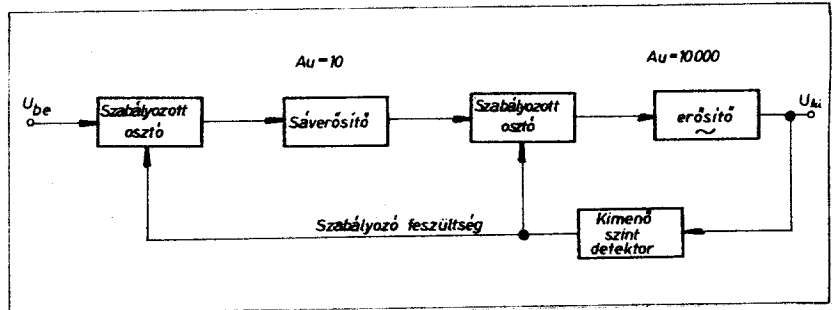 Au=10
Au=10000
Ube
Szabályozott
osztó
Sáverősítő
Szabályozott
osztó
erősítő
~
Uki
Szabályozó feszültség
Kimenő
szint
detektor